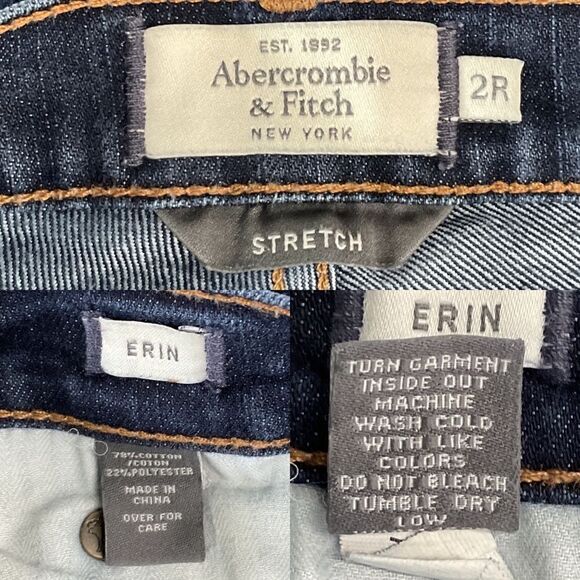 EST. 1892
Abercrombie
& Fitch
NEW YORK
2R
STRETCH
ERIN
78% COTTON
/COTON
22% POLYESTER
MADE IN
CHINA
OVER FOR
CARE
ERIN
TURN GARMENT
INSIDE OUT
MACHINE
WASH COLD
WITH LIKE
COLORS
DO NOT BLEACH
TUMBLE DRY
LOW